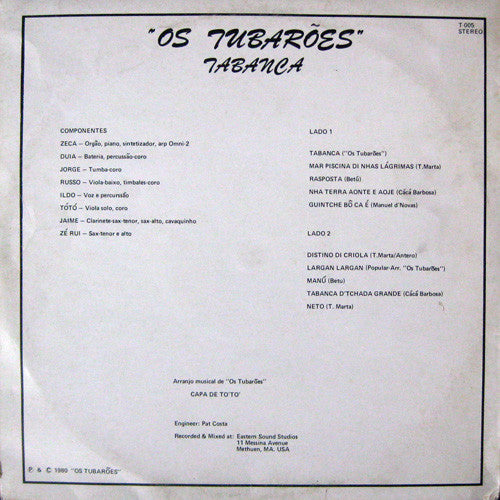 "OS TUBARÕES"
TABANCA
T 005
STEREO
COMPONENTES
ZECA – Orgão, piano, sintetizador, arp Omni-2
DUIA – Bateria, percussão-coro
JORGE – Tumba-coro
RUSSO – Viola-baixo, timbales-coro
ILDO – Voz e percussão
TÓTÓ – Viola solo, coro
JAIME – Clarinete-sax-tenor, sax-alto, cavaquinho
ZÉ RUI – Sax-tenor e alto
LADO 1
TABANCA ("Os Tubarões")
MAR PISCINA DI NHAS LÁGRIMAS (T.Marta)
RASPOSTA (Betú)
NHA TERRA AONTE E AOJE (Cácá Barbosa)
GUINTCHE BÔ CA É (Manuel d'Novas)
LADO 2
DISTINO DI CRIOLA (T.Marta/Antero)
LARGAN LARGAN (Popular-Arr. "Os Tubarões")
MANÚ (Betu)
TABANCA D'TCHADA GRANDE (Cácá Barbosa)
NETO (T. Marta)
Arranjo musical de "Os Tubarões"
CAPA DE TO'TO'
Engineer: Pat Costa
Recorded & Mixed at: Eastern Sound Studios
11 Messina Avenue
Methuen, MA. USA
P. & © 1980 "OS TUBARÕES"